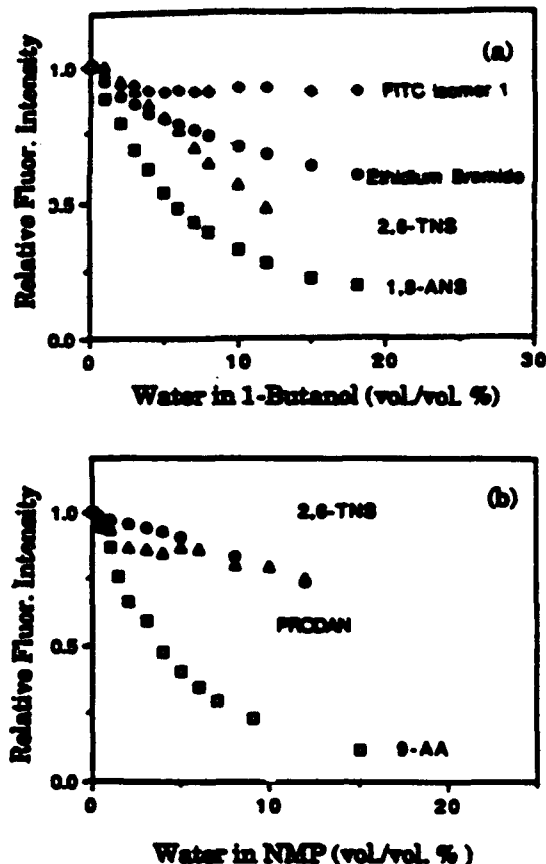 (a)
Relative Fluor. Intensity
1.0
0.5
0.0
FITC Isomer 1
Ethidium Bromide
2,6-TNS
1,8-ANS
0
10
20
30
Water in 1-Butanol (vol./vol. %)
(b)
Relative Fluor. Intensity
1.0
0.5
0.0
2,6-TNS
PRODAN
9-AA
0
10
20
Water in NMP (vol./vol. %)